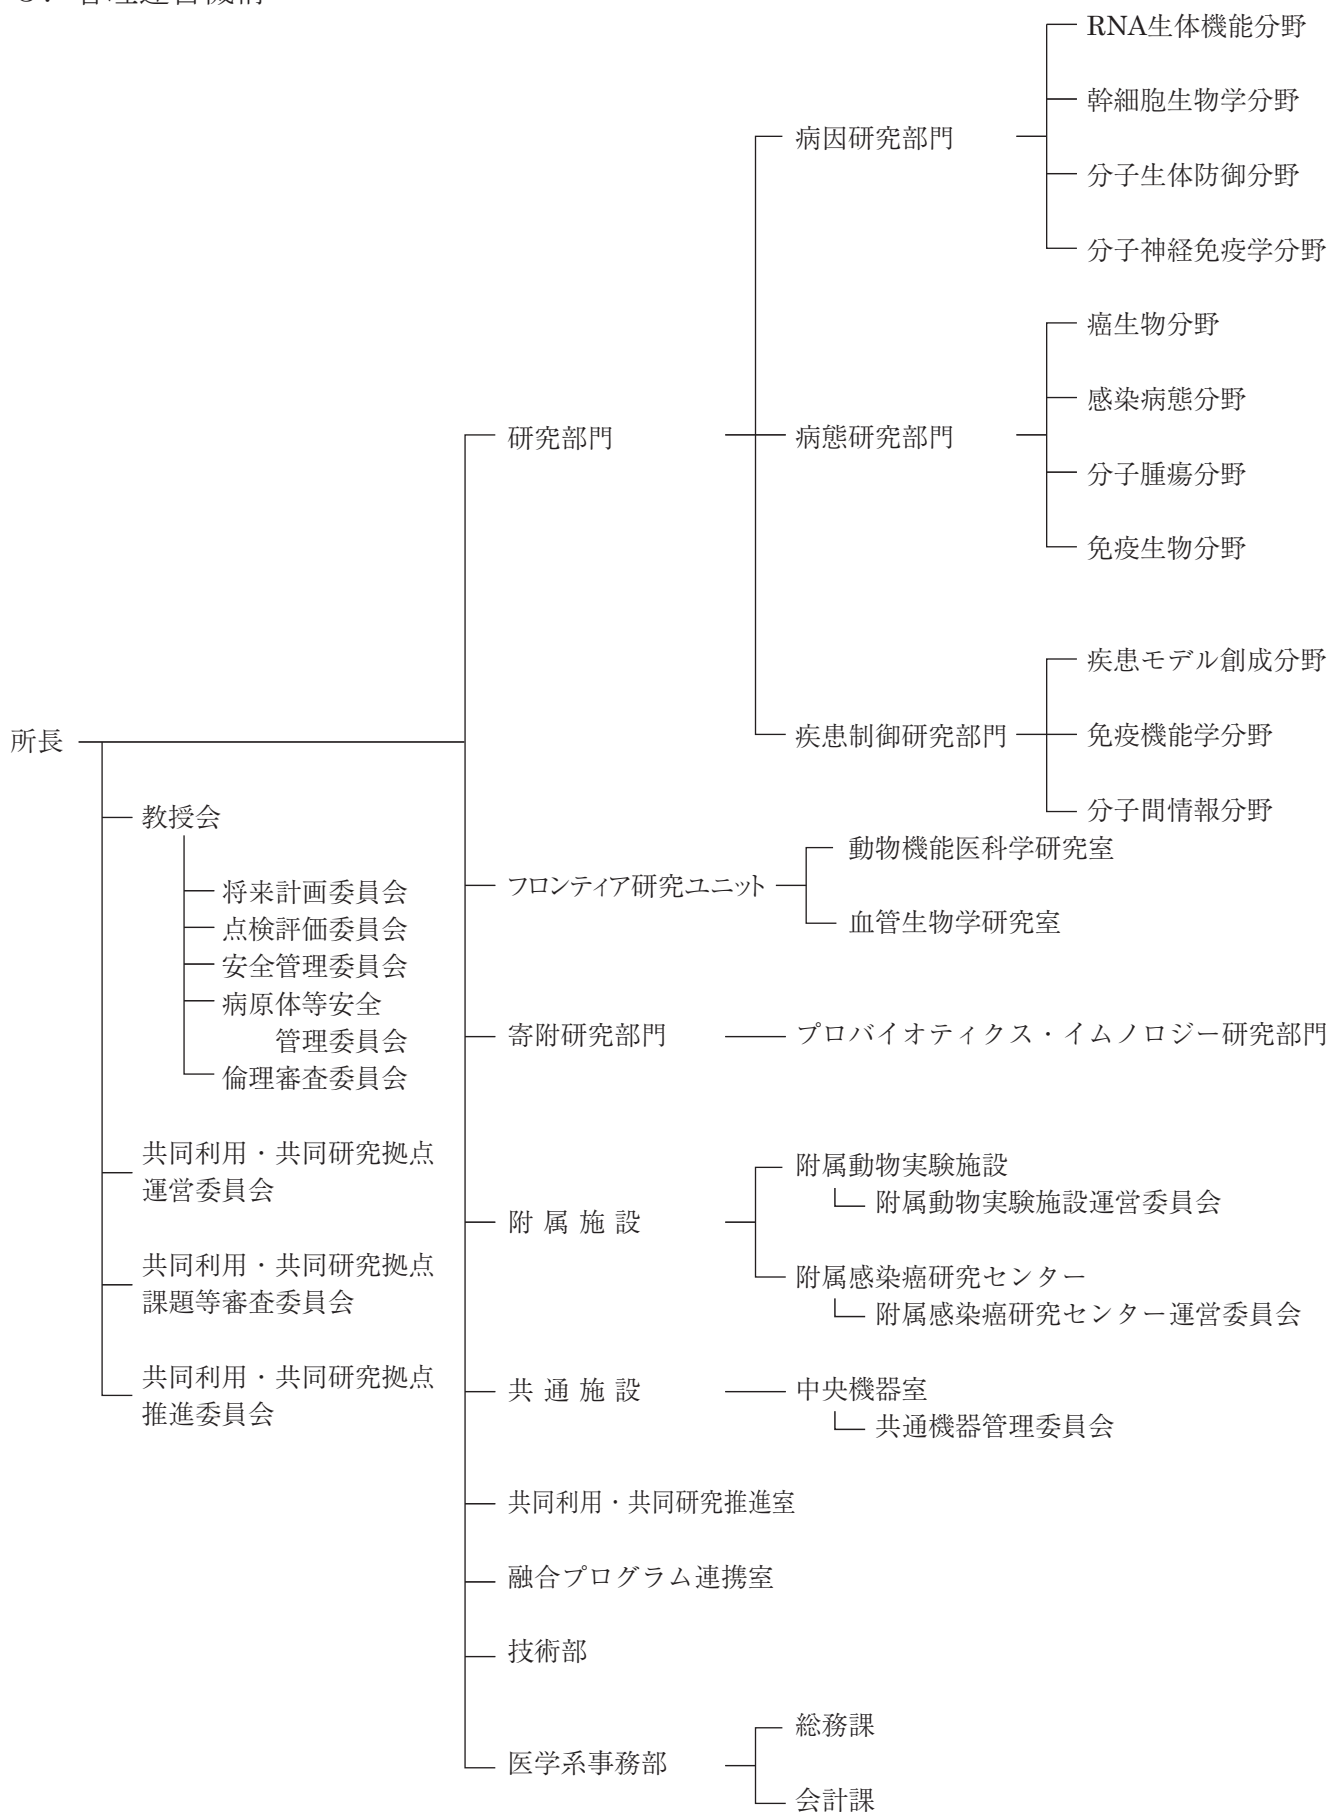 管理運営機構
所長
教授会
将来計画委員会
点検評価委員会
安全管理委員会
病原体等安全
管理委員会
倫理審査委員会
共同利用・共同研究拠点
運営委員会
共同利用・共同研究拠点
課題等審査委員会
共同利用・共同研究拠点
推進委員会
研究部門
病因研究部門
RNA生体機能分野
幹細胞生物学分野
分子生体防御分野
分子神経免疫学分野
病態研究部門
癌生物分野
感染病態分野
分子腫瘍分野
免疫生物分野
疾患制御研究部門
疾患モデル創成分野
免疫機能学分野
分子間情報分野
フロンティア研究ユニット
動物機能医科学研究室
血管生物学研究室
寄附研究部門
プロバイオティクス・イムノロジー研究部門
附属施設
附属動物実験施設
附属動物実験施設運営委員会
附属感染癌研究センター
附属感染癌研究センター運営委員会
共通施設
中央機器室
共通機器管理委員会
共同利用・共同研究推進室
融合プログラム連携室
技術部
医学系事務部
総務課
会計課